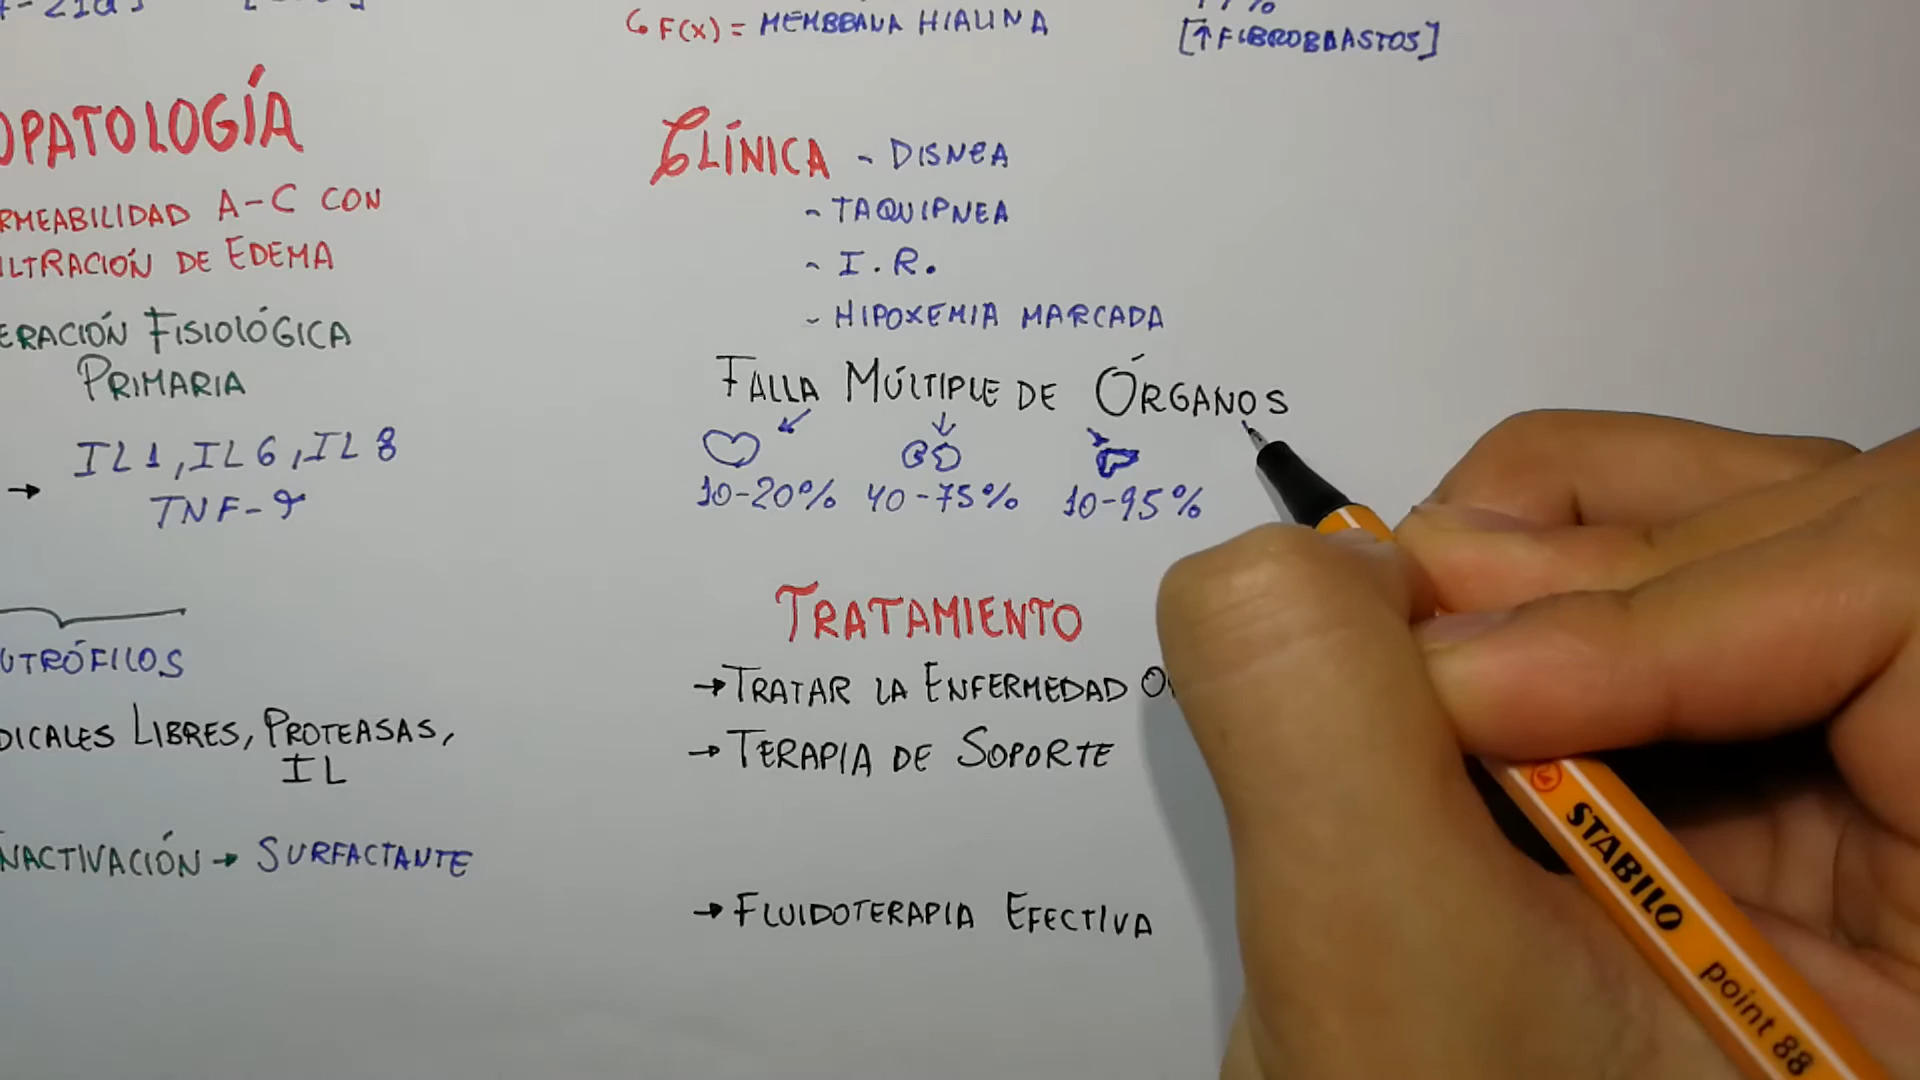 F(x) = MEMBBANA HIALINA
[↑FIBROBBASTOS]
OPATOLOGÍA
RMEABILIDAD A-C CON
ILTRACIÓN DE EDEMA
ERACIÓN FISIOLÓGICA
PRIMARIA
→ IL1, IL6, IL8
TNF-
UTRÓFILOS
DICALES LIBRES, PROTEASAS,
IL
NACTIVACIÓN → SURFACTANTE
CLÍNICA - DISNEA
- TAQUIPNEA
- I.R.
- HIPOXEMIA MARCADA
FALLA MÚLTIPLE DE ÓRGANOS
10-20% 40-75% 10-95%
TRATAMIENTO
→ TRATAR LA ENFERMEDAD
→ TERAPIA DE SOPORTE
→ FLUIDOTERAPIA EFECTIVA
STABILO
point 88